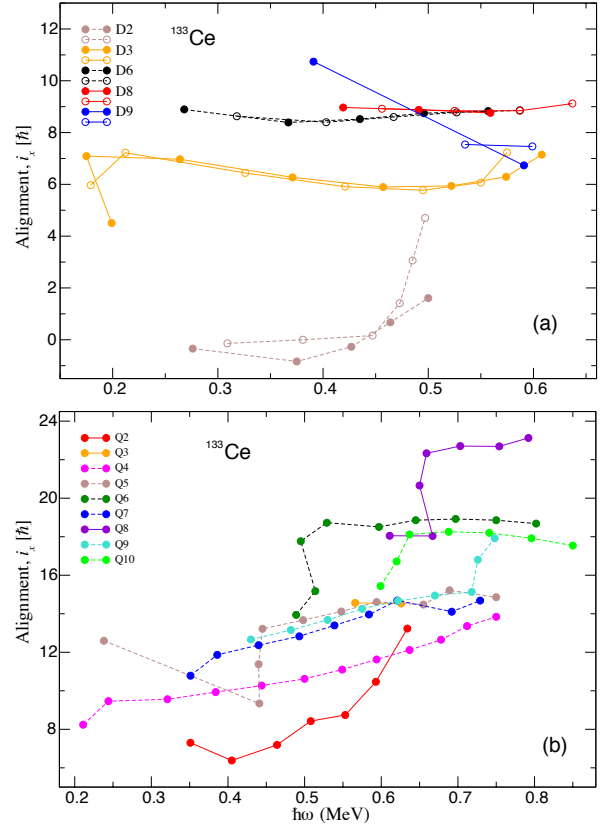 ¹³³Ce
D2
D3
D6
D8
D9
Alignment, iₓ [ħ]
12
10
8
6
4
2
0
0.2 0.3 0.4 0.5 0.6
(a)
¹³³Ce
Q2
Q3
Q4
Q5
Q6
Q7
Q8
Q9
Q10
Alignment, iₓ [ħ]
24
20
16
12
8
0.2 0.3 0.4 0.5 0.6 0.7 0.8
ħω (MeV)
(b)